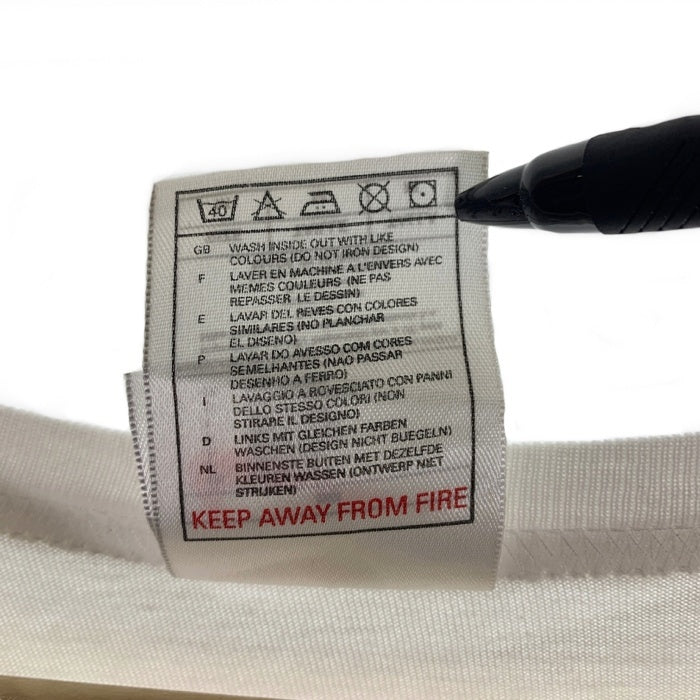 40
GB WASH INSIDE OUT WITH LIKE
COLOURS (DO NOT IRON DESIGN)
F LAVER EN MACHINE A L'ENVERS AVEC
MEMES COULEURS (NE PAS
REPASSER LE DESSIN)
E LAVAR DEL REVES CON COLORES
SIMILARES (NO PLANCHAR
EL DISENO)
P LAVAR DO AVESSO COM CORES
SEMELHANTES (NAO PASSAR
DESENHO A FERRO)
I LAVAGGIO A ROVESCIATO CON PANNI
DELLO STESSO COLORI (NON
STIRARE IL DESIGNO)
D LINKS MIT GLEICHEN FARBEN
WASCHEN (DESIGN NICHT BUEGELN)
NL BINNENSTE BUITEN MET DEZELFDE
KLEUREN WASSEN (ONTWERP NIET
STRIJKEN)
KEEP AWAY FROM FIRE